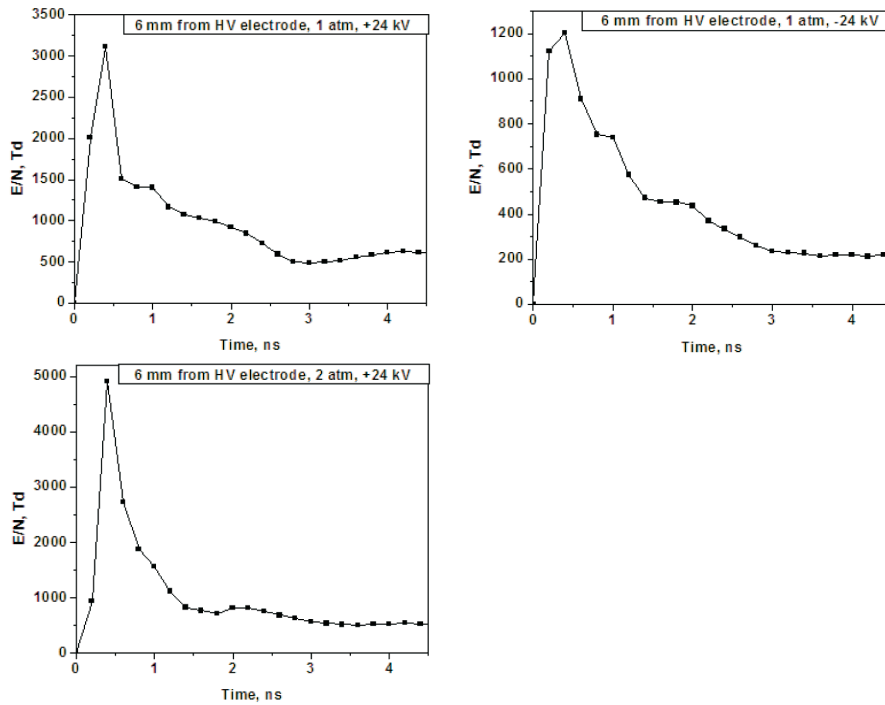 6 mm from HV electrode, 1 atm, +24 kV
3500
3000
2500
2000
1500
1000
500
0
E/N, Td
0 1 2 3 4
Time, ns
6 mm from HV electrode, 1 atm, -24 kV
1200
1000
800
600
400
200
0
E/N, Td
0 1 2 3 4
Time, ns
6 mm from HV electrode, 2 atm, +24 kV
5000
4000
3000
2000
1000
0
E/N, Td
0 1 2 3 4
Time, ns